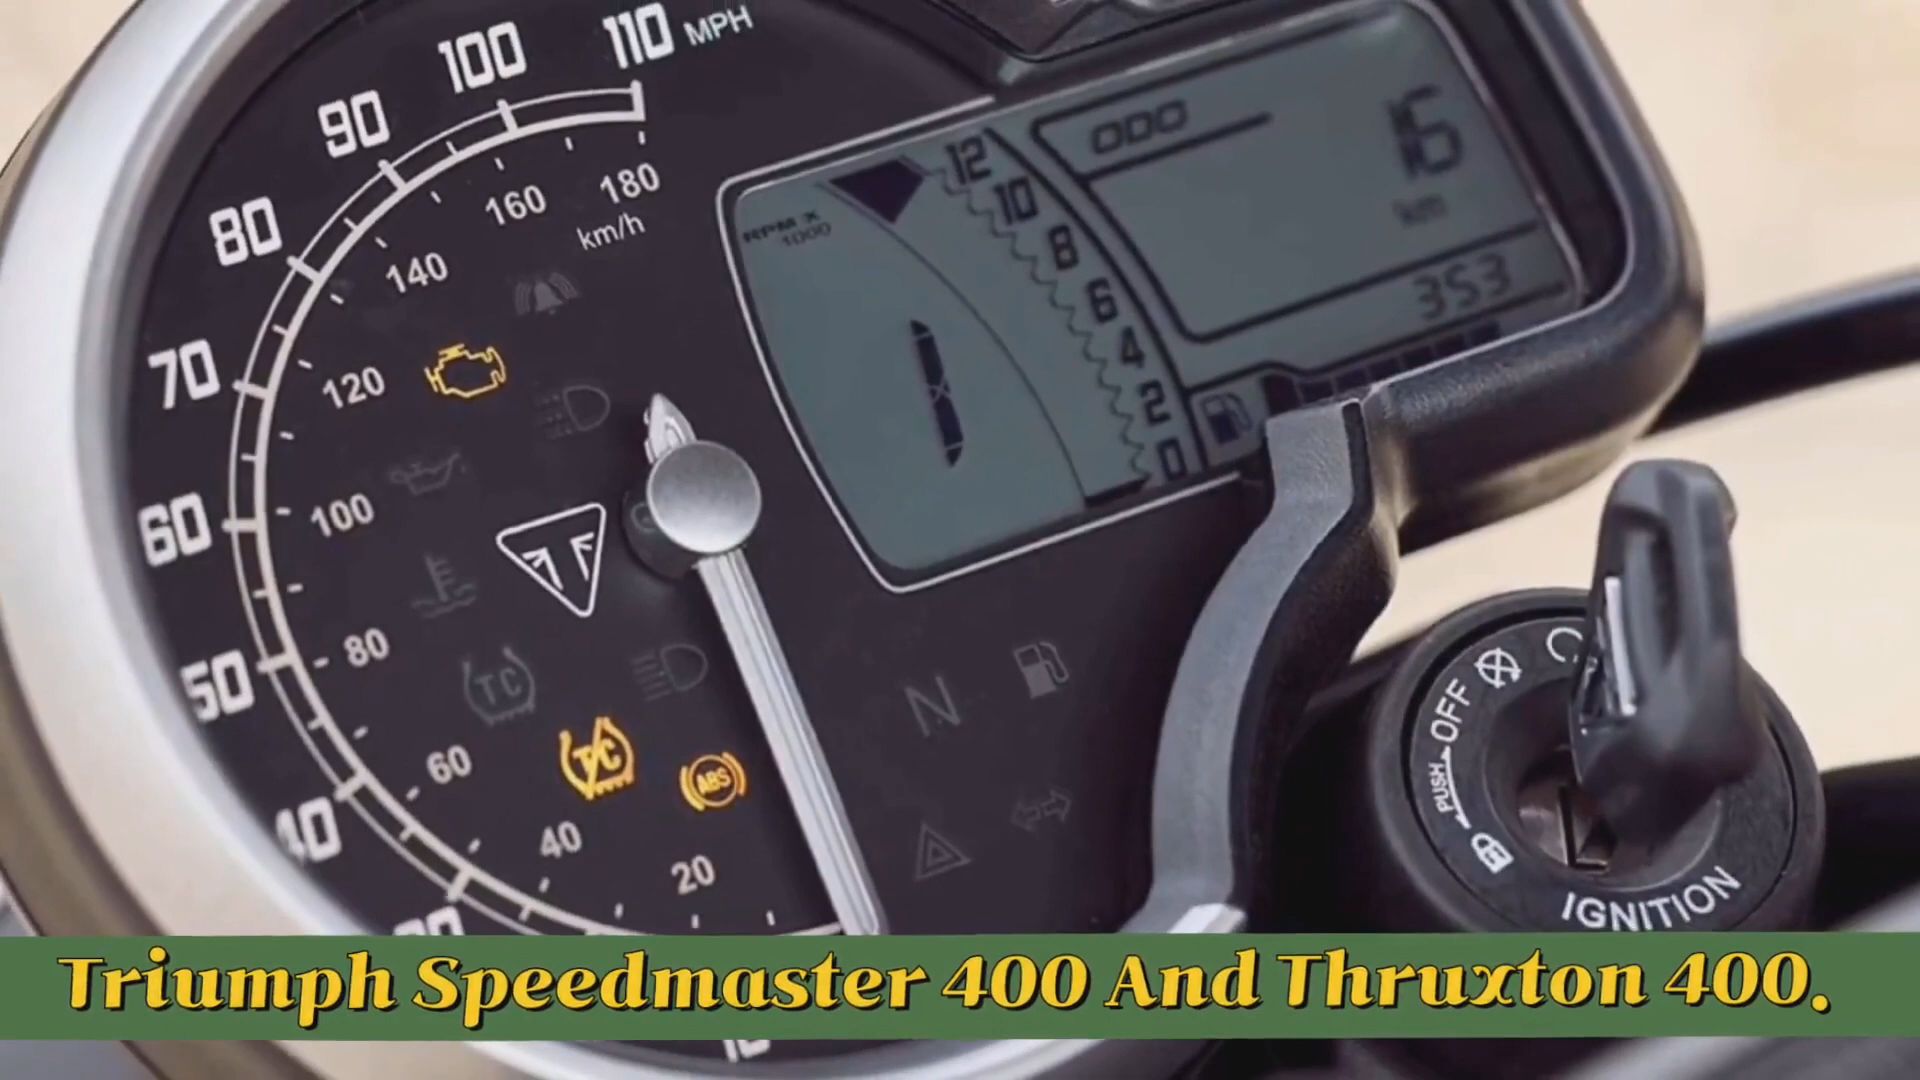 110 MPH
100
90
80
70
60
50
40
180
160
km/h
140
120
100
80
60
40
20
RPM X
1000
12
10
8
6
4
2
0
ODO
16
km
353
TC
TC
ABS
N
OFF
PUSH
IGNITION
Triumph Speedmaster 400 And Thruxton 400.
10